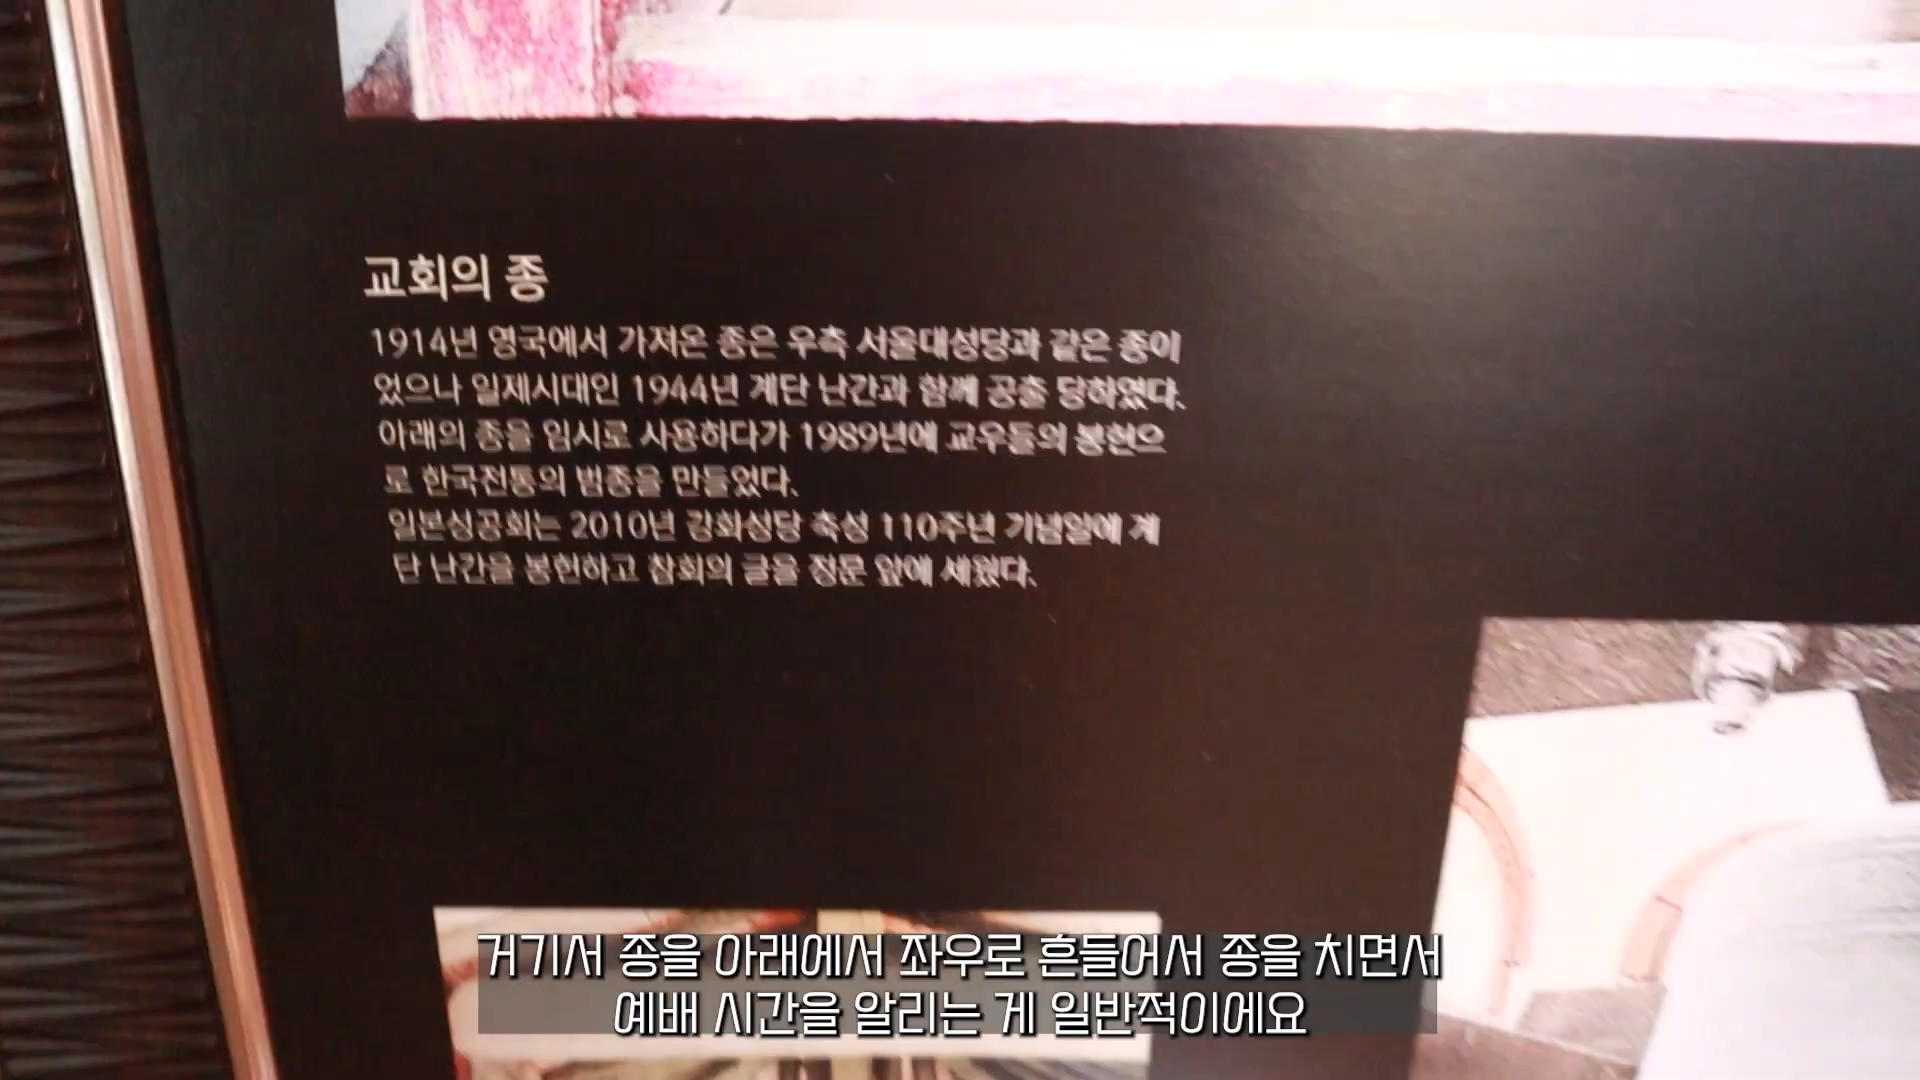 교회의 종
1914년 영국에서 가져온 종은 우측 서울대성당과 같은 종이
었으나 일제시대인 1944년 계단 난간과 함께 공출 당하였다.
아래의 종을 임시로 사용하다가 1989년에 교우들의 봉헌으
로 한국전통의 범종을 만들었다.
일본성공회는 2010년 강화성당 축성 110주년 기념일에 계
단 난간을 봉헌하고 참회의 글을 정문 앞에 세웠다.
거기서 종을 아래에서 좌우로 흔들어서 종을 치면서
예배 시간을 알리는 게 일반적이에요